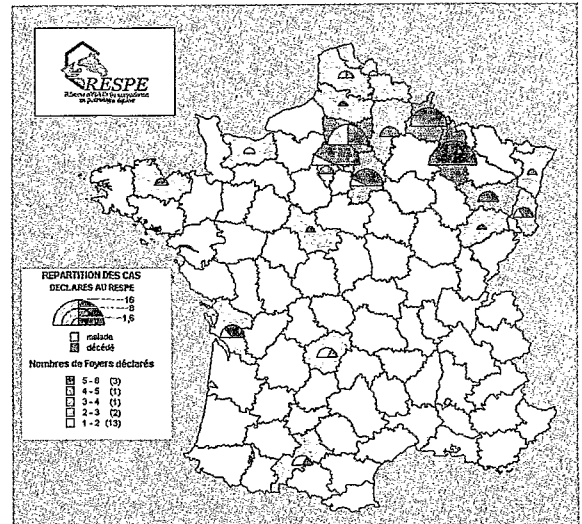 RESPE
REPARTITION DES CAS
DECLARES AU RESPE
16
8
1,6
malade
décédé
Nombres de Foyers déclarés
5 - 6 (3)
4 - 5 (1)
3 - 4 (1)
2 - 3 (2)
1 - 2 (13)